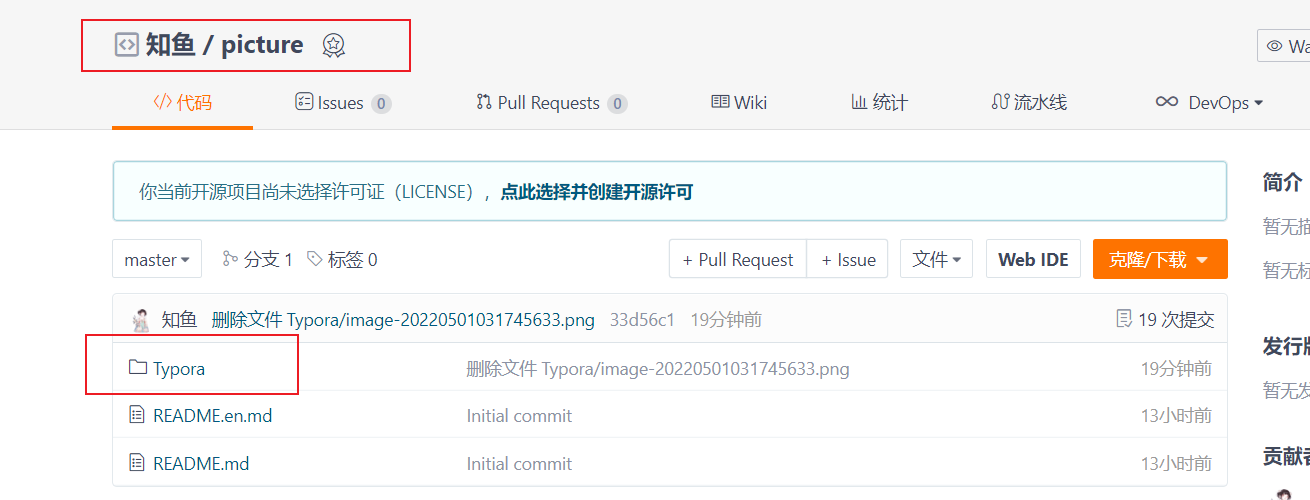 知鱼 / picture
Wa
代码 Issues 0 Pull Requests 0 Wiki 统计 流水线 DevOps
你当前开源项目尚未选择许可证（LICENSE），点此选择并创建开源许可
简介
暂无描
master 分支 1 标签 0 + Pull Request + Issue 文件 Web IDE 克隆/下载
暂无标
知鱼 删除文件 Typora/image-20220501031745633.png 33d56c1 19分钟前 19 次提交
发行版
Typora 删除文件 Typora/image-20220501031745633.png 19分钟前
暂无发
README.en.md Initial commit 13小时前
贡献者
README.md Initial commit 13小时前